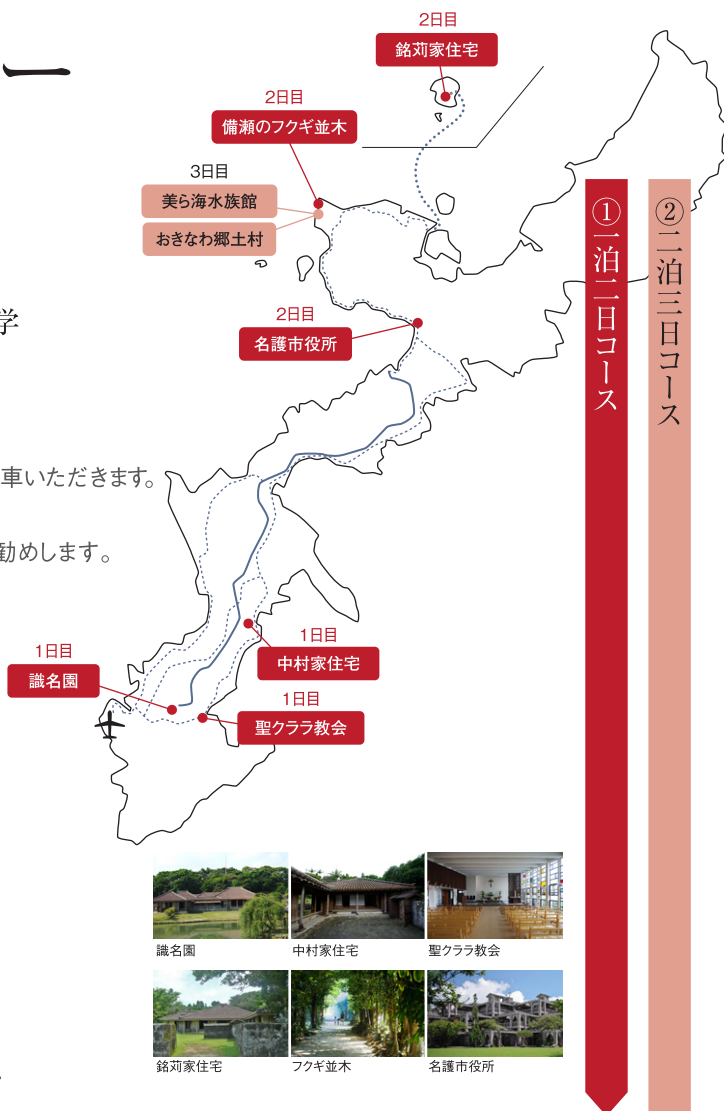 ー
2日目
銘苅家住宅
2日目
備瀬のフクギ並木
3日目
美ら海水族館
おきなわ郷土村
①一泊二日コース
②二泊三日コース
学
2日目
名護市役所
車いただきます。
勧めします。
1日目
中村家住宅
1日目
識名園
1日目
聖クララ教会
識名園
中村家住宅
聖クララ教会
銘苅家住宅
フクギ並木
名護市役所